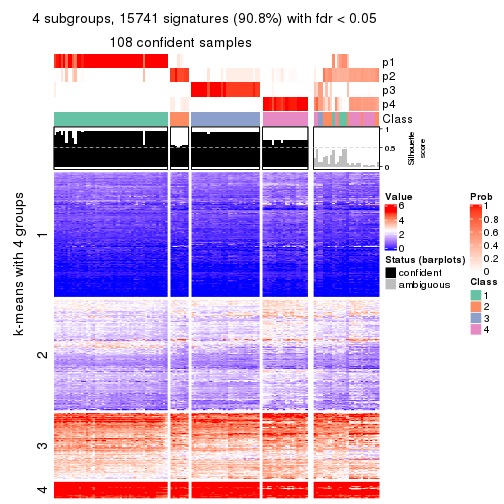 4 subgroups, 15741 signatures (90.8%) with fdr < 0.05
108 confident samples
p1
p2
p3
p4
Class
1
0.5
0
Silhouette
score
k-means with 4 groups
1
2
3
4
Value
6
4
2
0
Status (barplots)
confident
ambiguous
Prob
1
0.8
0.6
0.4
0.2
0
Class
1
2
3
4